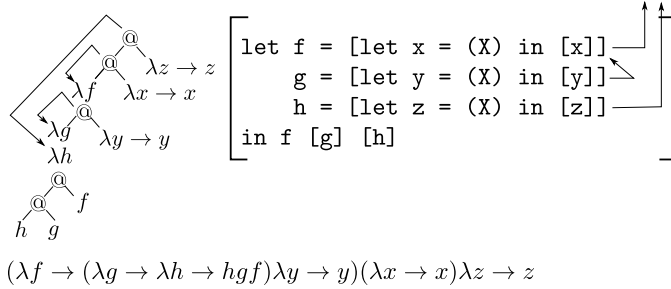 @
λz → z
@
λf
λx → x
@
λg
λy → y
λh
@
@
f
h
g
let f = [let x = (X) in [x]]
g = [let y = (X) in [y]]
h = [let z = (X) in [z]]
in f [g] [h]
(λf → (λg → λh → hgf)λy → y)(λx → x)λz → z